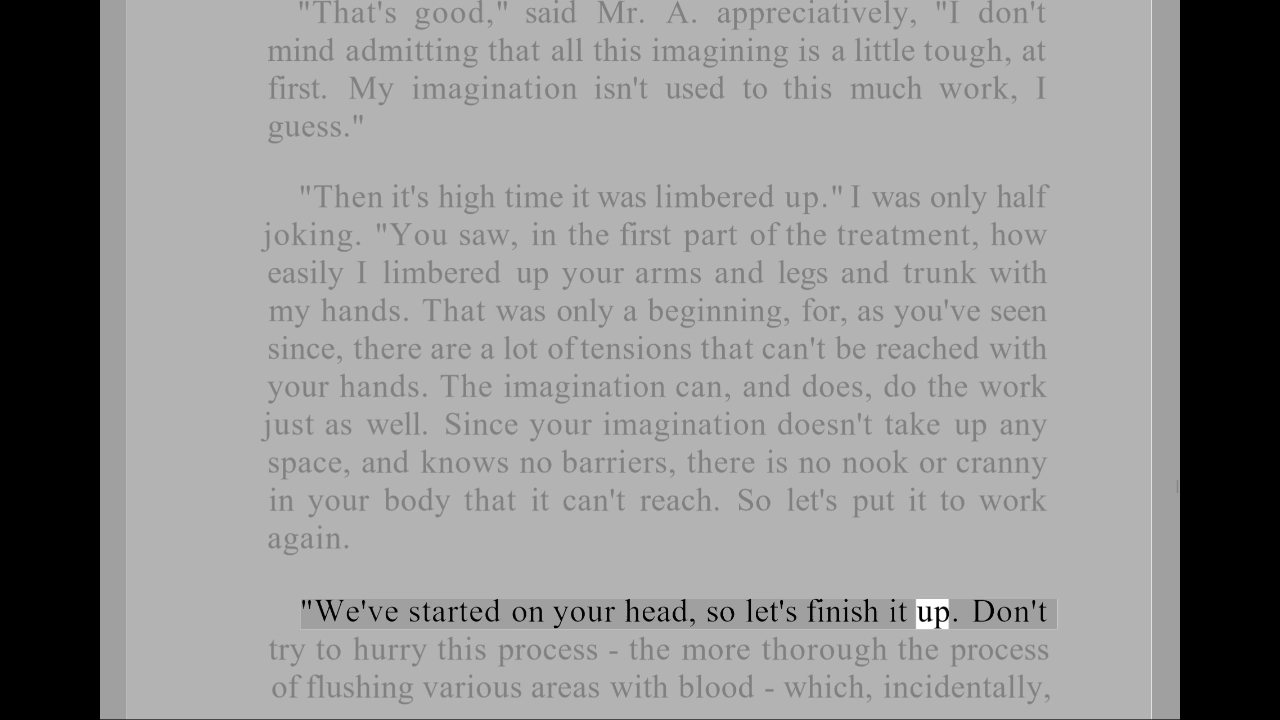 "That's good," said Mr. A. appreciatively, "I don't
mind admitting that all this imagining is a little tough, at
first. My imagination isn't used to this much work, I
guess."
"Then it's high time it was limbered up." I was only half
joking. "You saw, in the first part of the treatment, how
easily I limbered up your arms and legs and trunk with
my hands. That was only a beginning, for, as you've seen
since, there are a lot of tensions that can't be reached with
your hands. The imagination can, and does, do the work
just as well. Since your imagination doesn't take up any
space, and knows no barriers, there is no nook or cranny
in your body that it can't reach. So let's put it to work
again.
"We've started on your head, so let's finish it up. Don't
try to hurry this process - the more thorough the process
of flushing various areas with blood - which, incidentally,